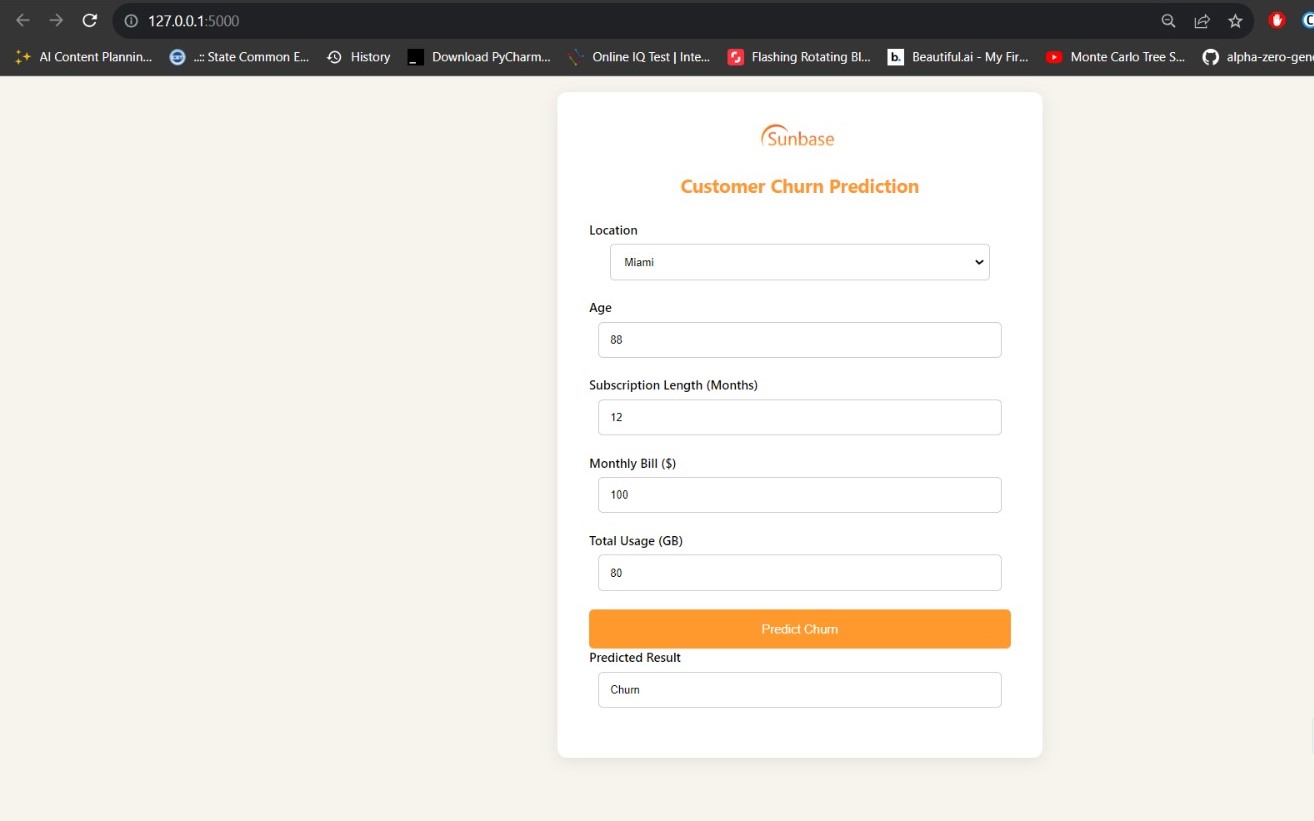 127.0.0.1:5000
AI Content Plannin... ..:: State Common E... History Download PyCharm... Online IQ Test | Inte... Flashing Rotating Bl... b. Beautiful.ai - My Fir... Monte Carlo Tree S... alpha-zero-gen
Sunbase
Customer Churn Prediction
Location
Miami
Age
88
Subscription Length (Months)
12
Monthly Bill ($)
100
Total Usage (GB)
80
Predict Churn
Predicted Result
Churn